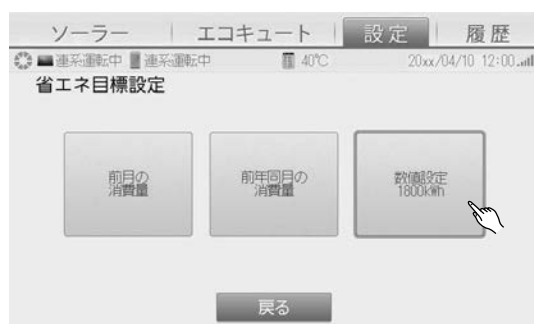 ソーラー エコキュート 設定 履歴
連系運転中 連系運転中 40℃ 20xx/04/10 12:00
省エネ目標設定
前月の
消費量
前年同月の
消費量
数値設定
1800kWh
戻る